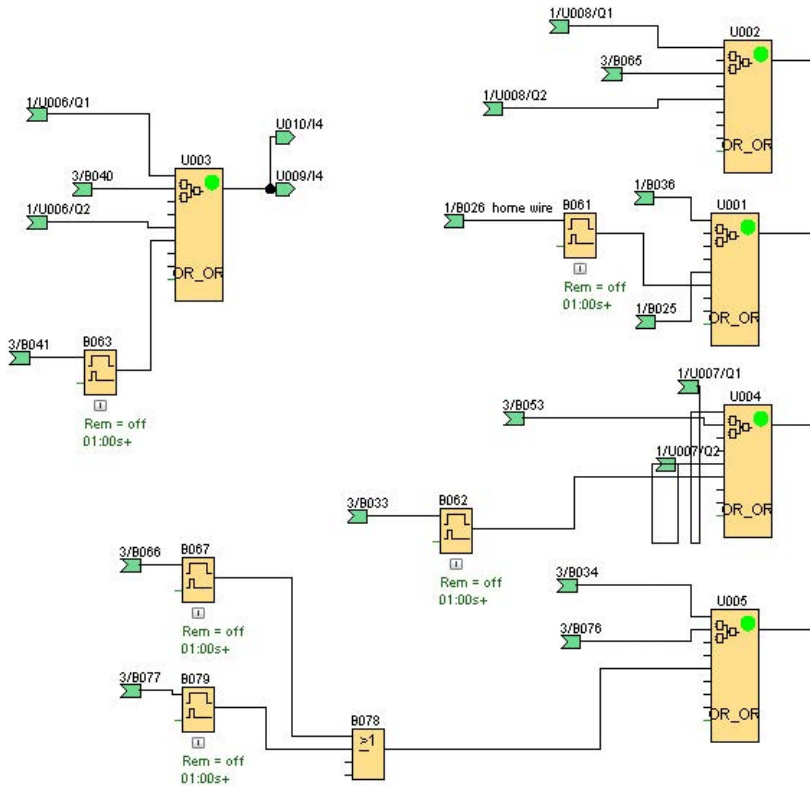 1/U008/Q1
U002
3/B065
1/U008/Q2
OR_OR
1/U006/Q1
U010/I4
U003
U009/I4
3/B040
1/U006/Q2
OR_OR
1/B036
U001
1/B026 home wire
B061
Rem = off
01:00s+
1/B025
OR_OR
3/B041
B063
Rem = off
01:00s+
1/U007/Q1
U004
3/B053
1/U007/Q2
OR_OR
3/B033
B062
Rem = off
01:00s+
3/B066
B067
Rem = off
01:00s+
3/B034
U005
3/B076
OR_OR
3/B077
B079
Rem = off
01:00s+
B078
≥1